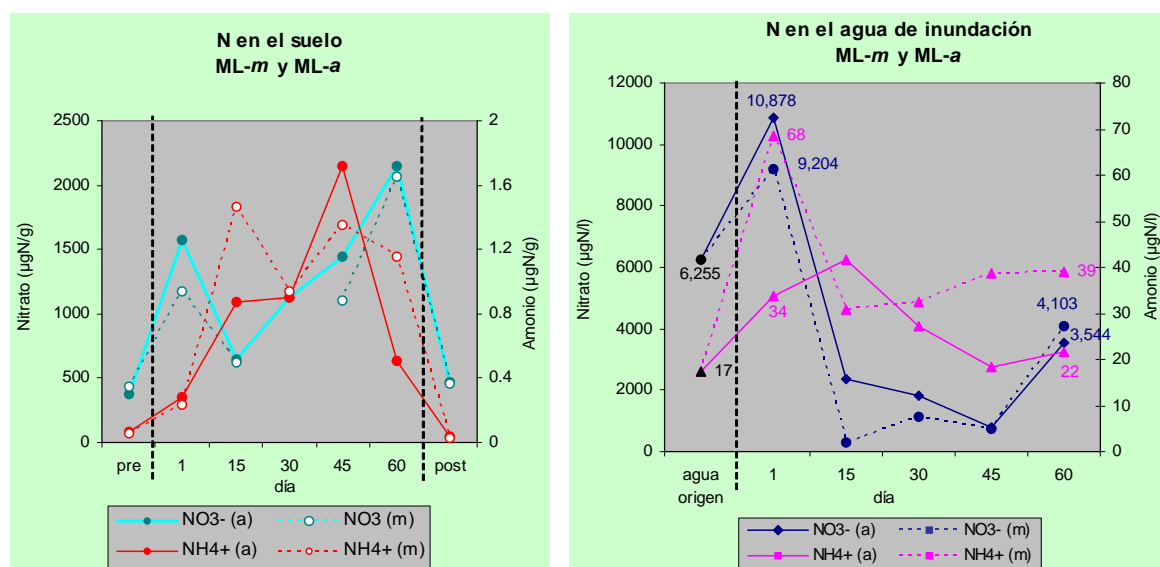 N en el suelo
ML-m y ML-a
Nitrato (µgN/g)
2500
2000
1500
1000
500
0
2
1.6
1.2
0.8
0.4
0
Amonio (µgN/g)
pre 1 15 30 45 60 post
día
NO3- (a) NO3 (m)
NH4+ (a) NH4+ (m)
N en el agua de inundación
ML-m y ML-a
Nitrato (µgN/l)
12000
10000
8000
6000
4000
2000
0
80
70
60
50
40
30
20
10
0
Amonio (µgN/l)
10,878
68
9,204
6,255
39
34
4,103
3,544
17
22
agua origen 1 15 30 45 60
día
NO3- (a) NO3- (m)
NH4+ (a) NH4+ (m)